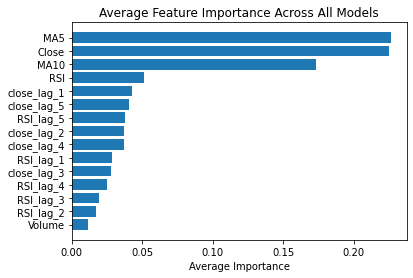 Average Feature Importance Across All Models
MA5
Close
MA10
RSI
close_lag_1
close_lag_5
RSI_lag_5
close_lag_2
close_lag_4
RSI_lag_1
close_lag_3
RSI_lag_4
RSI_lag_3
RSI_lag_2
Volume
0.00 0.05 0.10 0.15 0.20
Average Importance